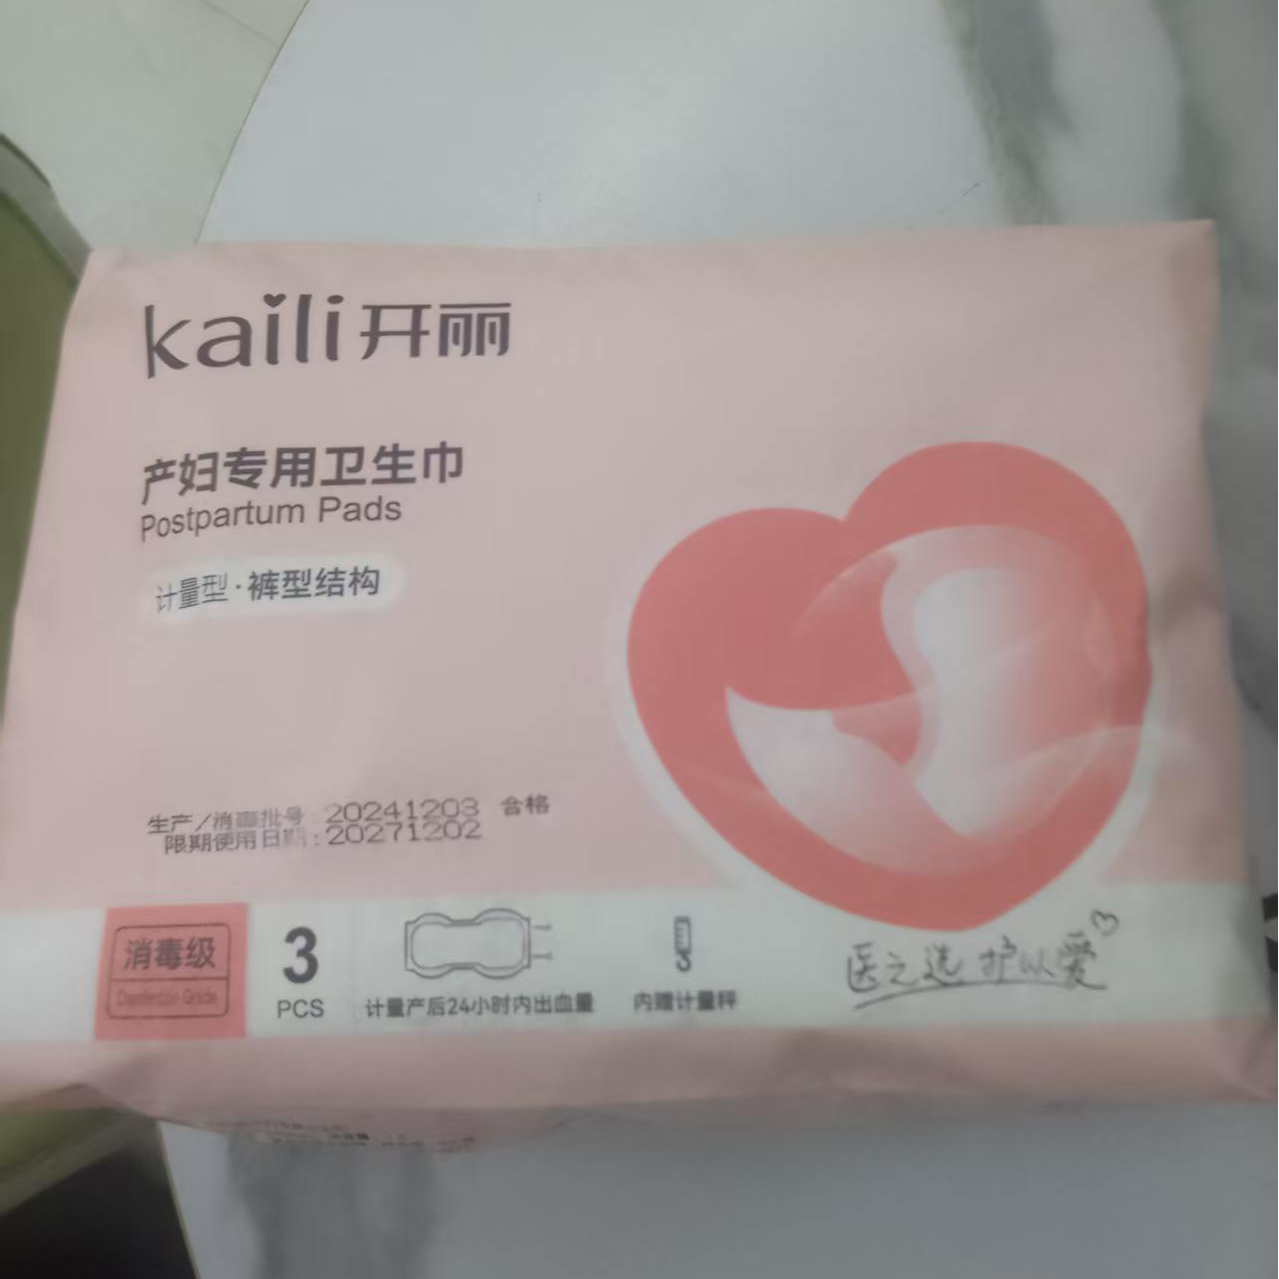 kaili开丽
产妇专用卫生巾
Postpartum Pads
计量型·裤型结构
生产/消毒批号 20241203 合格
限期使用日期:20271202
消毒级
Disinfection Grade
3
PCS
计量产后24小时内出血量
内赠计量秤
医之选 护以爱